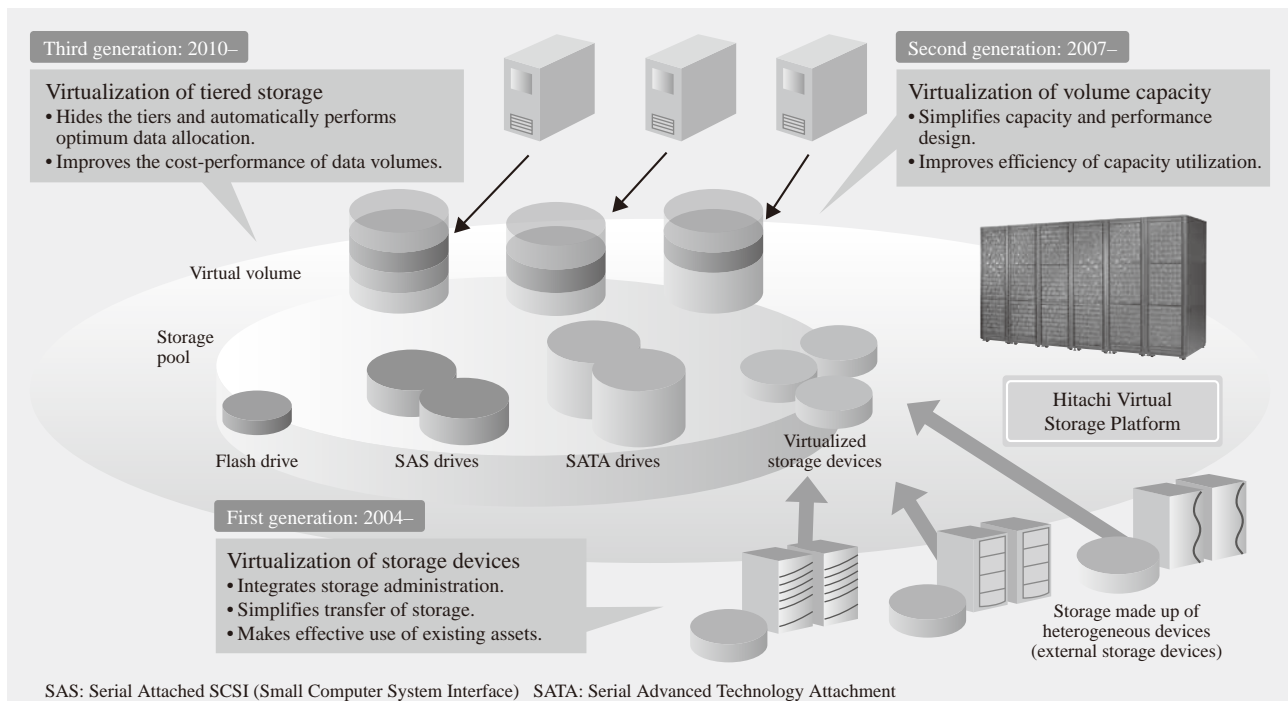 Third generation: 2010–
Virtualization of tiered storage
• Hides the tiers and automatically performs
optimum data allocation.
• Improves the cost-performance of data volumes.
Second generation: 2007–
Virtualization of volume capacity
• Simplifies capacity and performance
design.
• Improves efficiency of capacity utilization.
Virtual volume
Storage
pool
Flash drive
SAS drives
SATA drives
Virtualized
storage devices
Hitachi Virtual
Storage Platform
First generation: 2004–
Virtualization of storage devices
• Integrates storage administration.
• Simplifies transfer of storage.
• Makes effective use of existing assets.
Storage made up of
heterogeneous devices
(external storage devices)
SAS: Serial Attached SCSI (Small Computer System Interface) SATA: Serial Advanced Technology Attachment